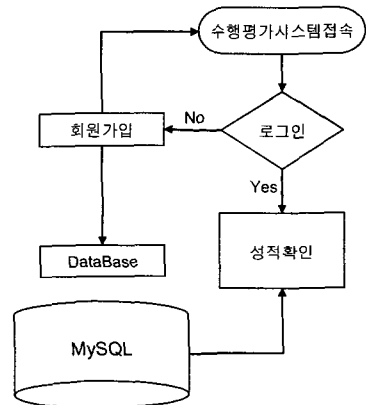 수행평가시스템접속
회원가입
No
로그인
Yes
DataBase
성적확인
MySQL